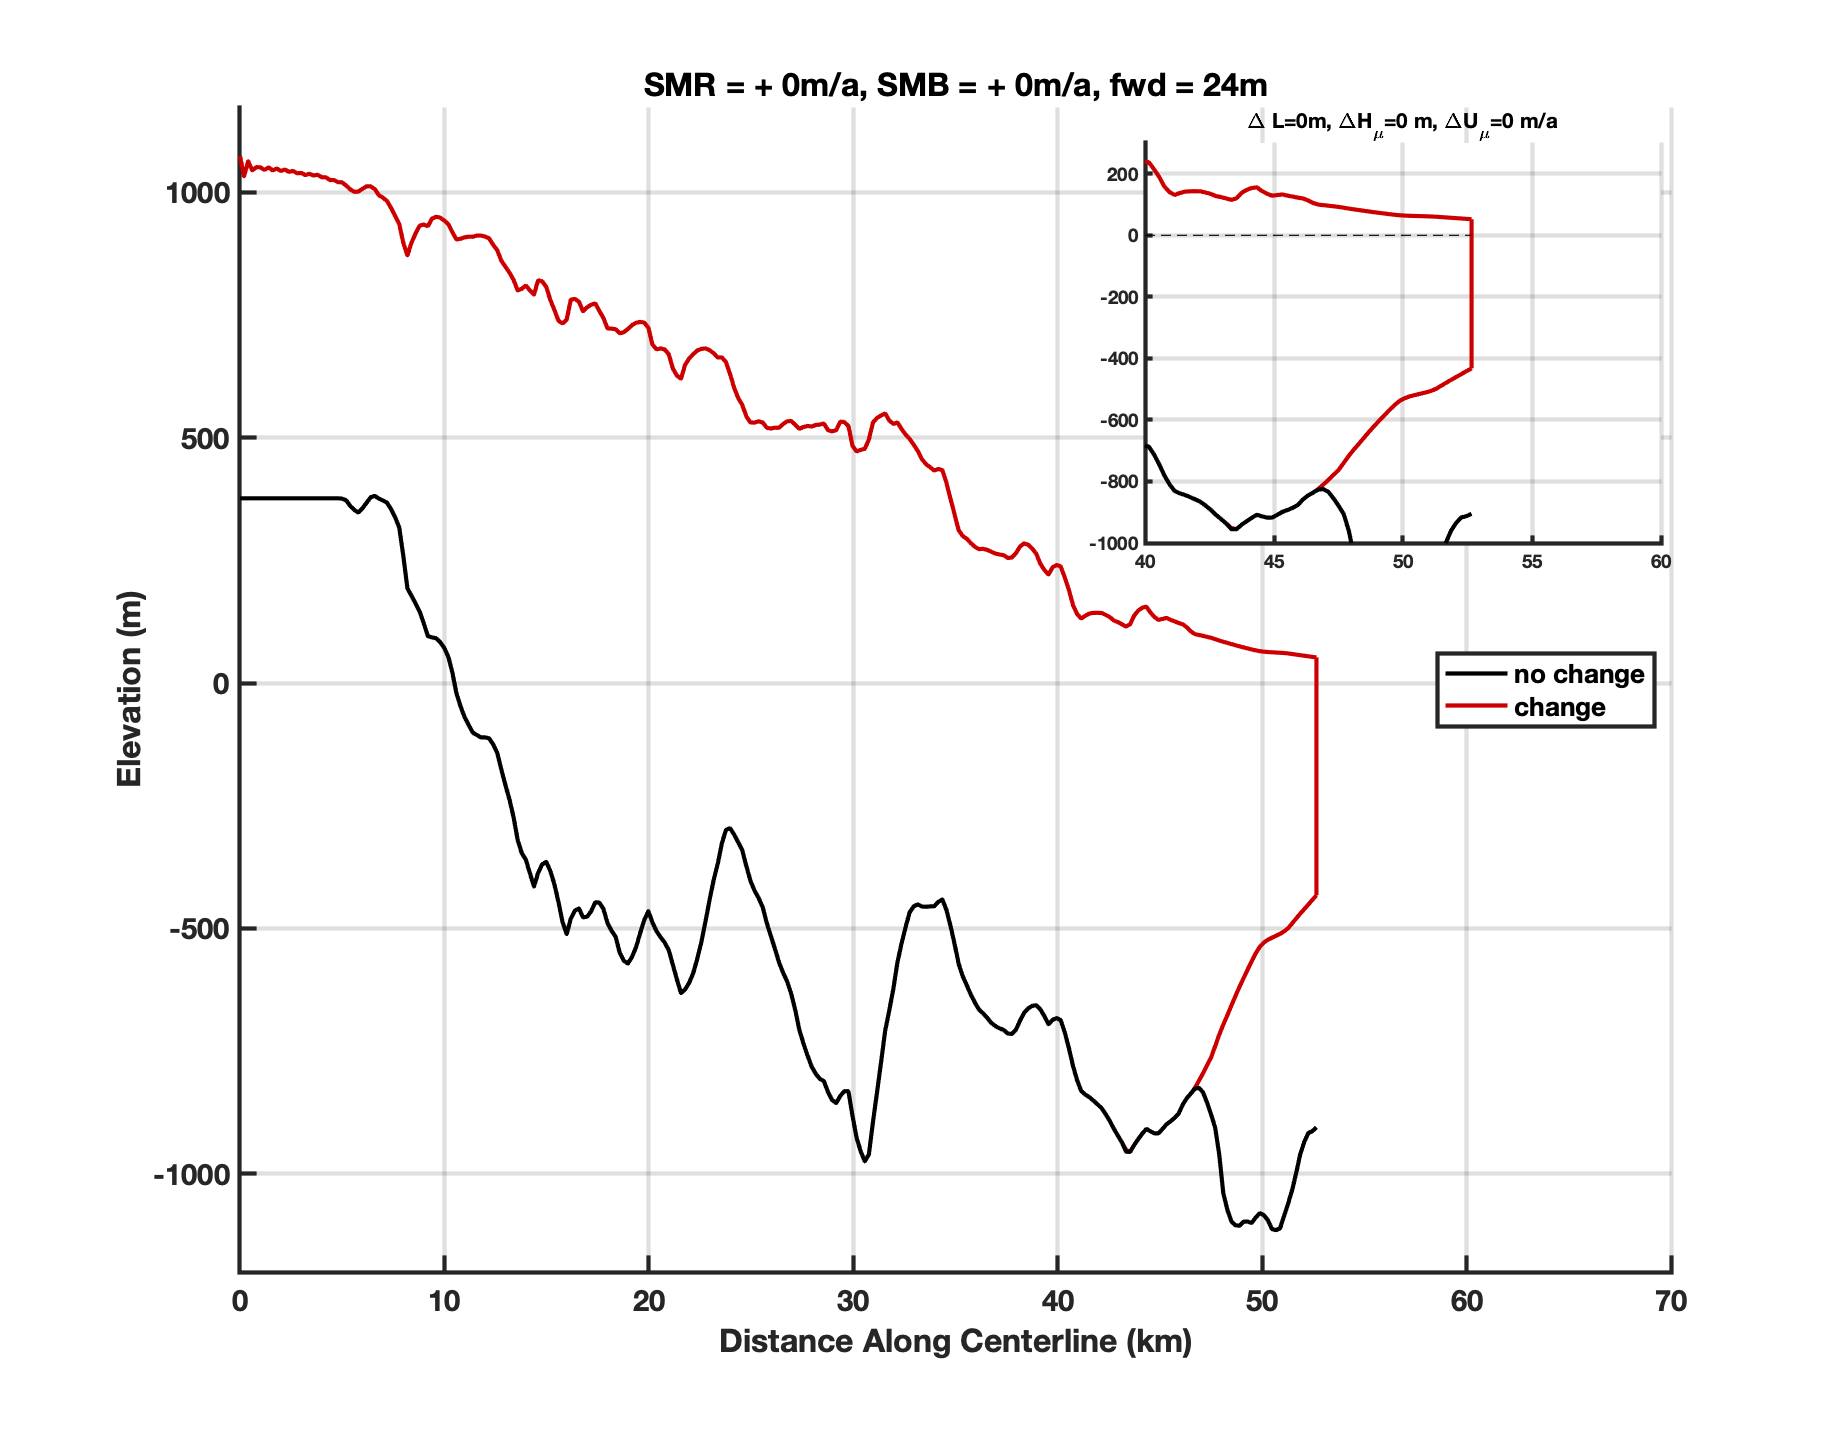 SMR = + 0m/a, SMB = + 0m/a, fwd = 24m
Δ L=0m, ΔHμ=0 m, ΔUμ=0 m/a
200
0
-200
-400
-600
-800
-1000
40 45 50 55 60
1000
500
0
-500
-1000
Elevation (m)
no change
change
0 10 20 30 40 50 60 70
Distance Along Centerline (km)